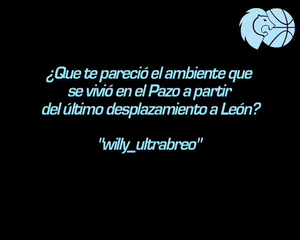 ¿Que te pareció el ambiente que
se vivió en el Pazo a partir
del último desplazamiento a León?
"willy_ultrabreo"